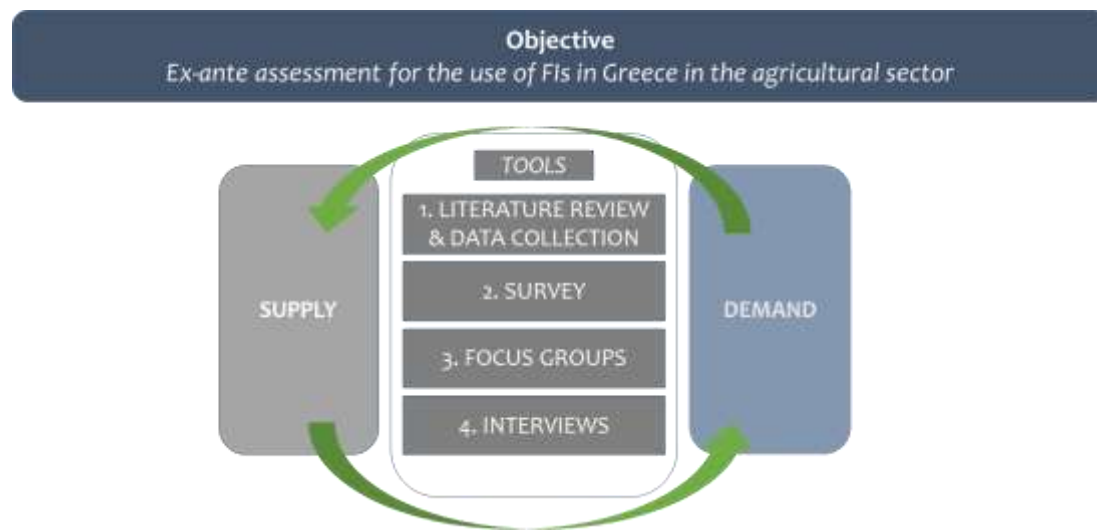 Objective
Ex-ante assessment for the use of FIs in Greece in the agricultural sector
TOOLS
1. LITERATURE REVIEW
& DATA COLLECTION
2. SURVEY
SUPPLY
DEMAND
3. FOCUS GROUPS
4. INTERVIEWS